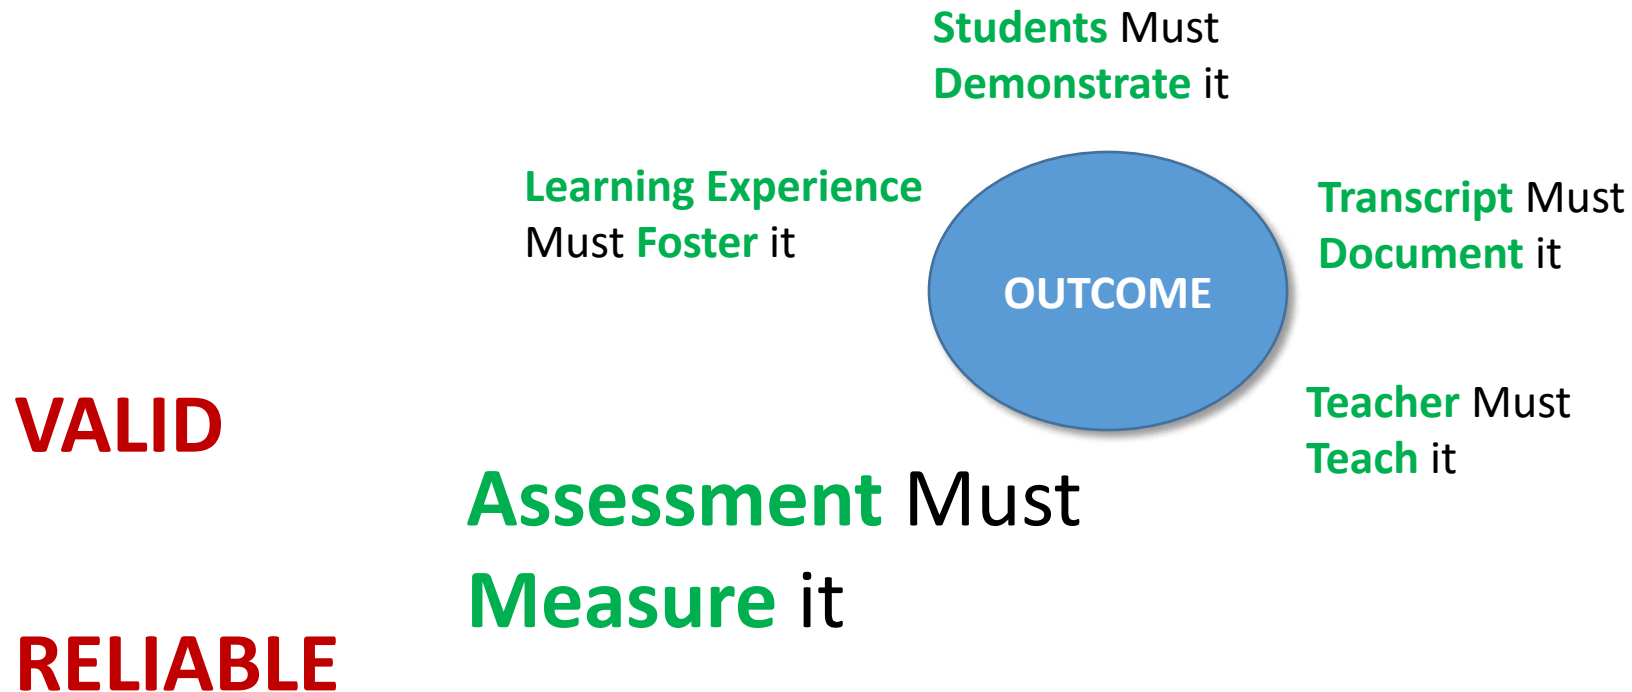 Students Must
Demonstrate it
Learning Experience
Must Foster it
Transcript Must
Document it
OUTCOME
Teacher Must
Teach it
VALID
Assessment Must
Measure it
RELIABLE